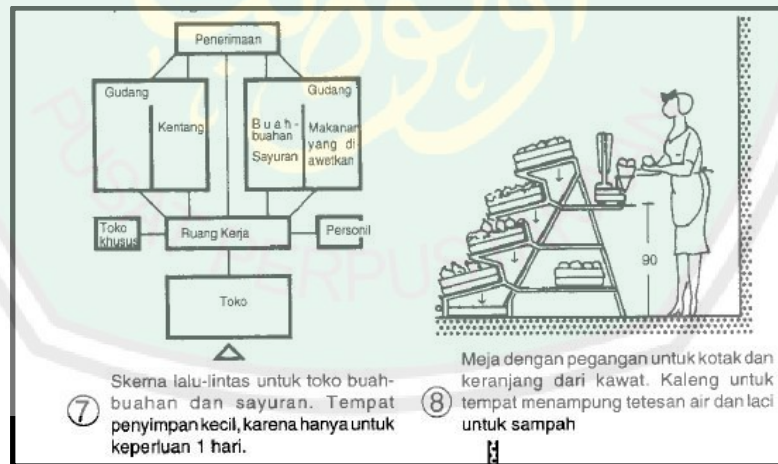 Penerimaan
Gudang
Kentang
Gudang
Buah-
buahan
Sayuran
Makanan
yang di
awetkan
Toko
khusus
Ruang Kerja
Personil
Toko
90
7
Skema lalu-lintas untuk toko buah-
buahan dan sayuran. Tempat
penyimpan kecil, karena hanya untuk
keperluan 1 hari.
8
Meja dengan pegangan untuk kotak dan
keranjang dari kawat. Kaleng untuk
tempat menampung tetesan air dan laci
untuk sampah